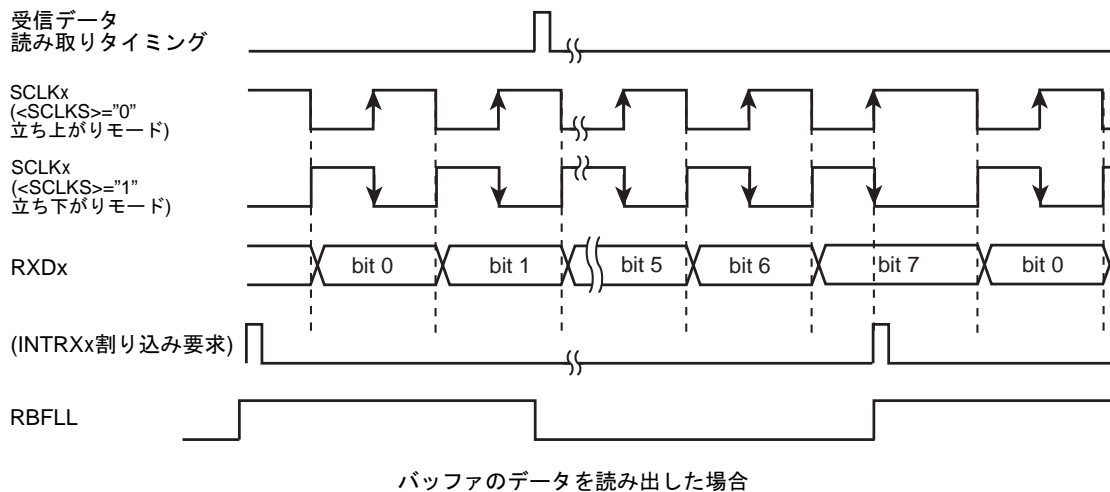 受信データ
読み取りタイミング
SCLKx
(<SCLKS>="0"
立ち上がりモード)
SCLKx
(<SCLKS>="1"
立ち下がりモード)
RXDx
bit 0
bit 1
bit 5
bit 6
bit 7
bit 0
(INTRXx割り込み要求)
RBFLL
バッファのデータを読み出した場合